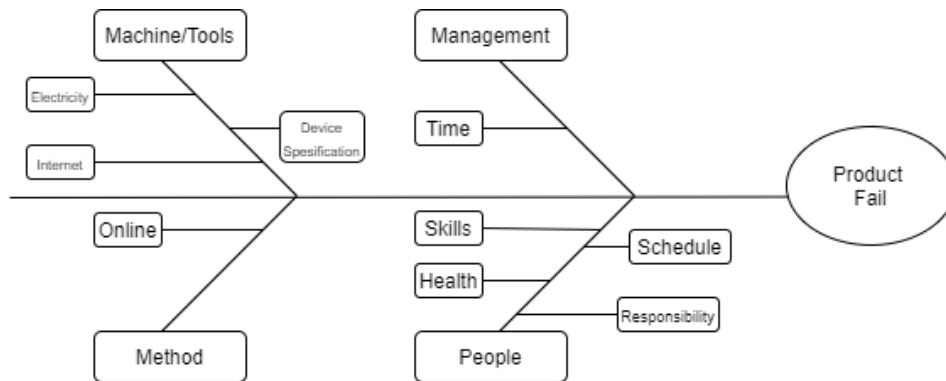 Machine/Tools
Management
Electricity
Device
Spesification
Time
Internet
Product
Fail
Online
Skills
Schedule
Health
Responsibility
Method
People